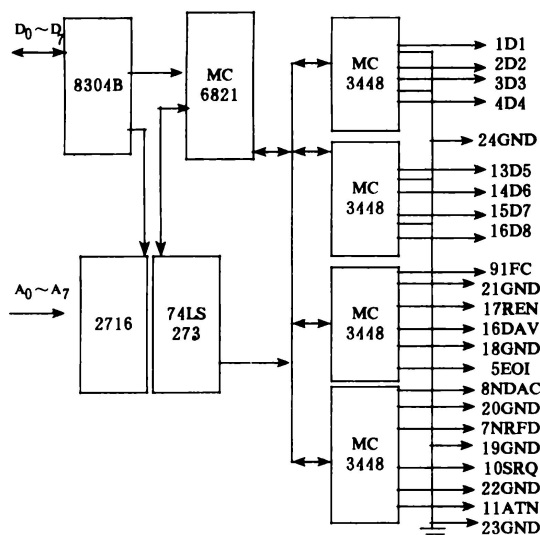 D₀～D₇
8304B
MC
6821
MC
3448
1D1
2D2
3D3
4D4
24GND
MC
3448
13D5
14D6
15D7
16D8
A₀～A₇
2716
74LS
273
MC
3448
91FC
21GND
17REN
16DAV
18GND
5EOI
MC
3448
8NDAC
20GND
7NRFD
19GND
10SRQ
22GND
11ATN
23GND